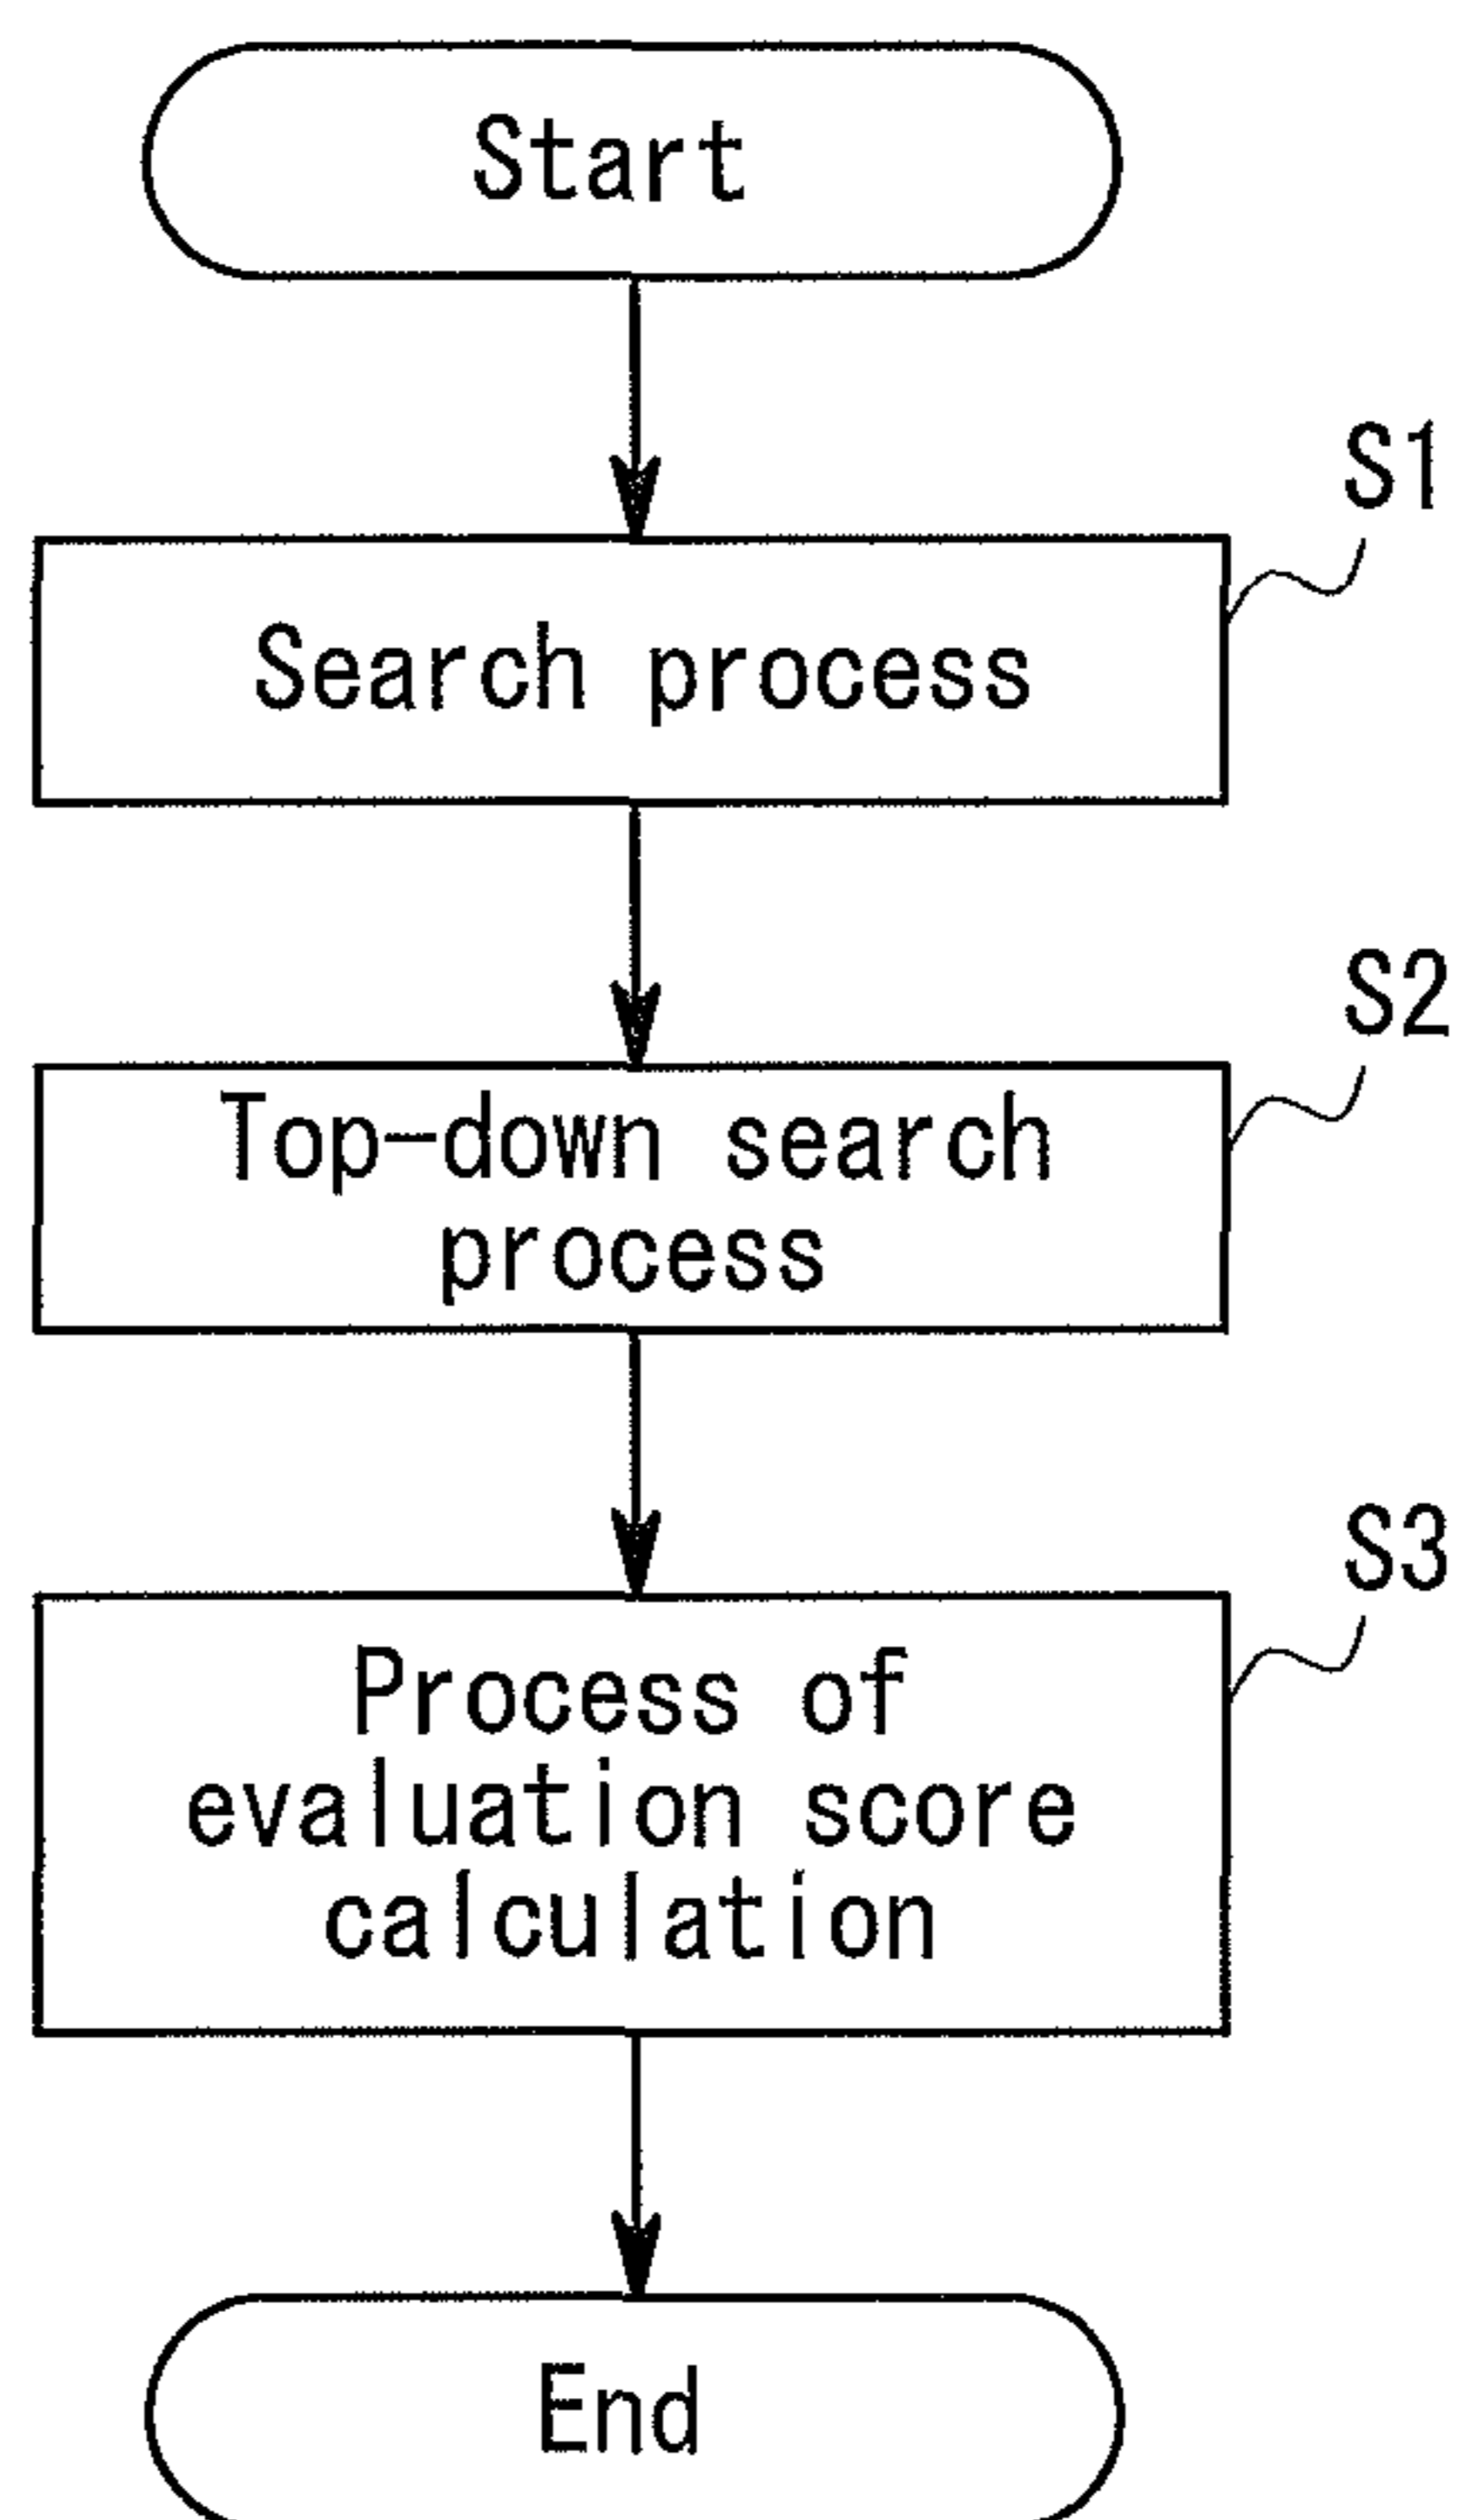 Start
S1
Search process
S2
Top-down search
process
S3
Process of
evaluation score
calculation
End